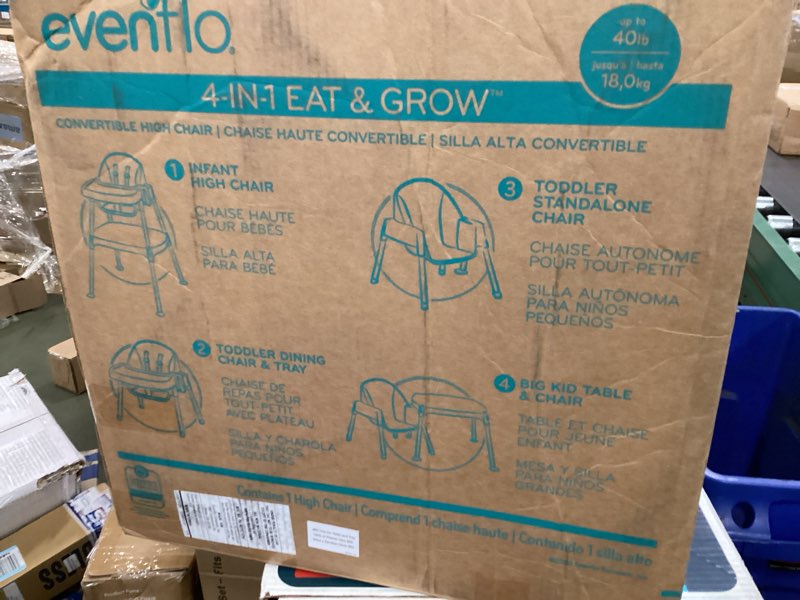 evenflo.
up to
40lb
jusqu'à | hasta
18,0kg
4-IN-1 EAT & GROW™
CONVERTIBLE HIGH CHAIR | CHAISE HAUTE CONVERTIBLE | SILLA ALTA CONVERTIBLE
1 INFANT
HIGH CHAIR
CHAISE HAUTE
POUR BÉBÉS
SILLA ALTA
PARA BEBÉ
2 TODDLER DINING
CHAIR & TRAY
CHAISE DE
REPAS POUR
TOUT-PETIT
AVEC PLATEAU
SILLA Y CHAROLA
PARA NIÑOS
PEQUEÑOS
3 TODDLER
STANDALONE
CHAIR
CHAISE AUTONOME
POUR TOUT-PETIT
SILLA AUTÓNOMA
PARA NIÑOS
PEQUEÑOS
4 BIG KID TABLE
& CHAIR
TABLE ET CHAISE
POUR JEUNE
ENFANT
MESA Y SILLA
PARA NIÑOS
GRANDES
Contains 1 High Chair | Comprend 1 chaise haute | Contenido 1 silla alta